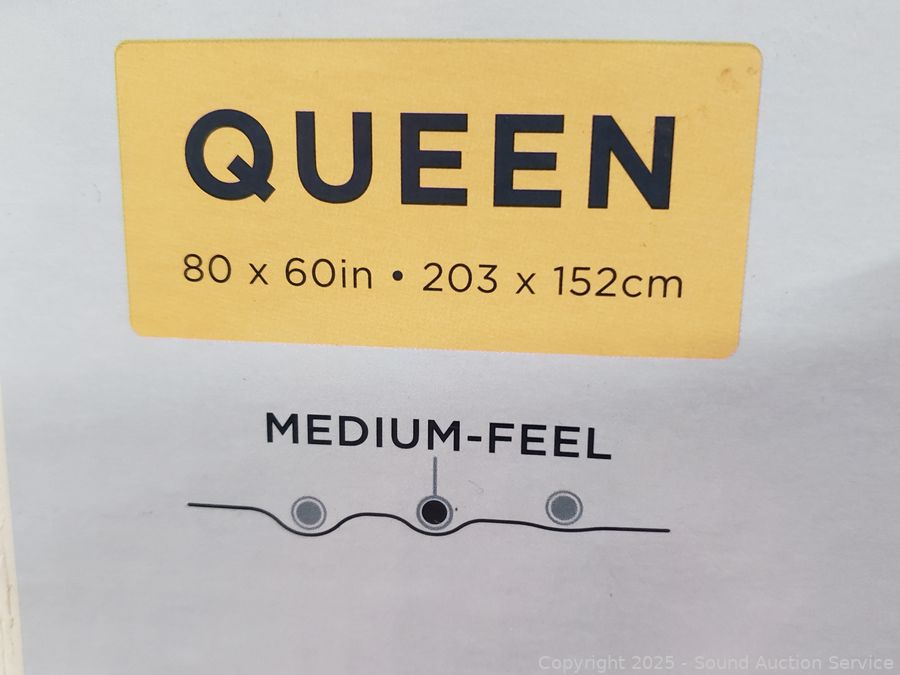 QUEEN
80 x 60in • 203 x 152cm
MEDIUM-FEEL
Copyright 2025 - Sound Auction Service